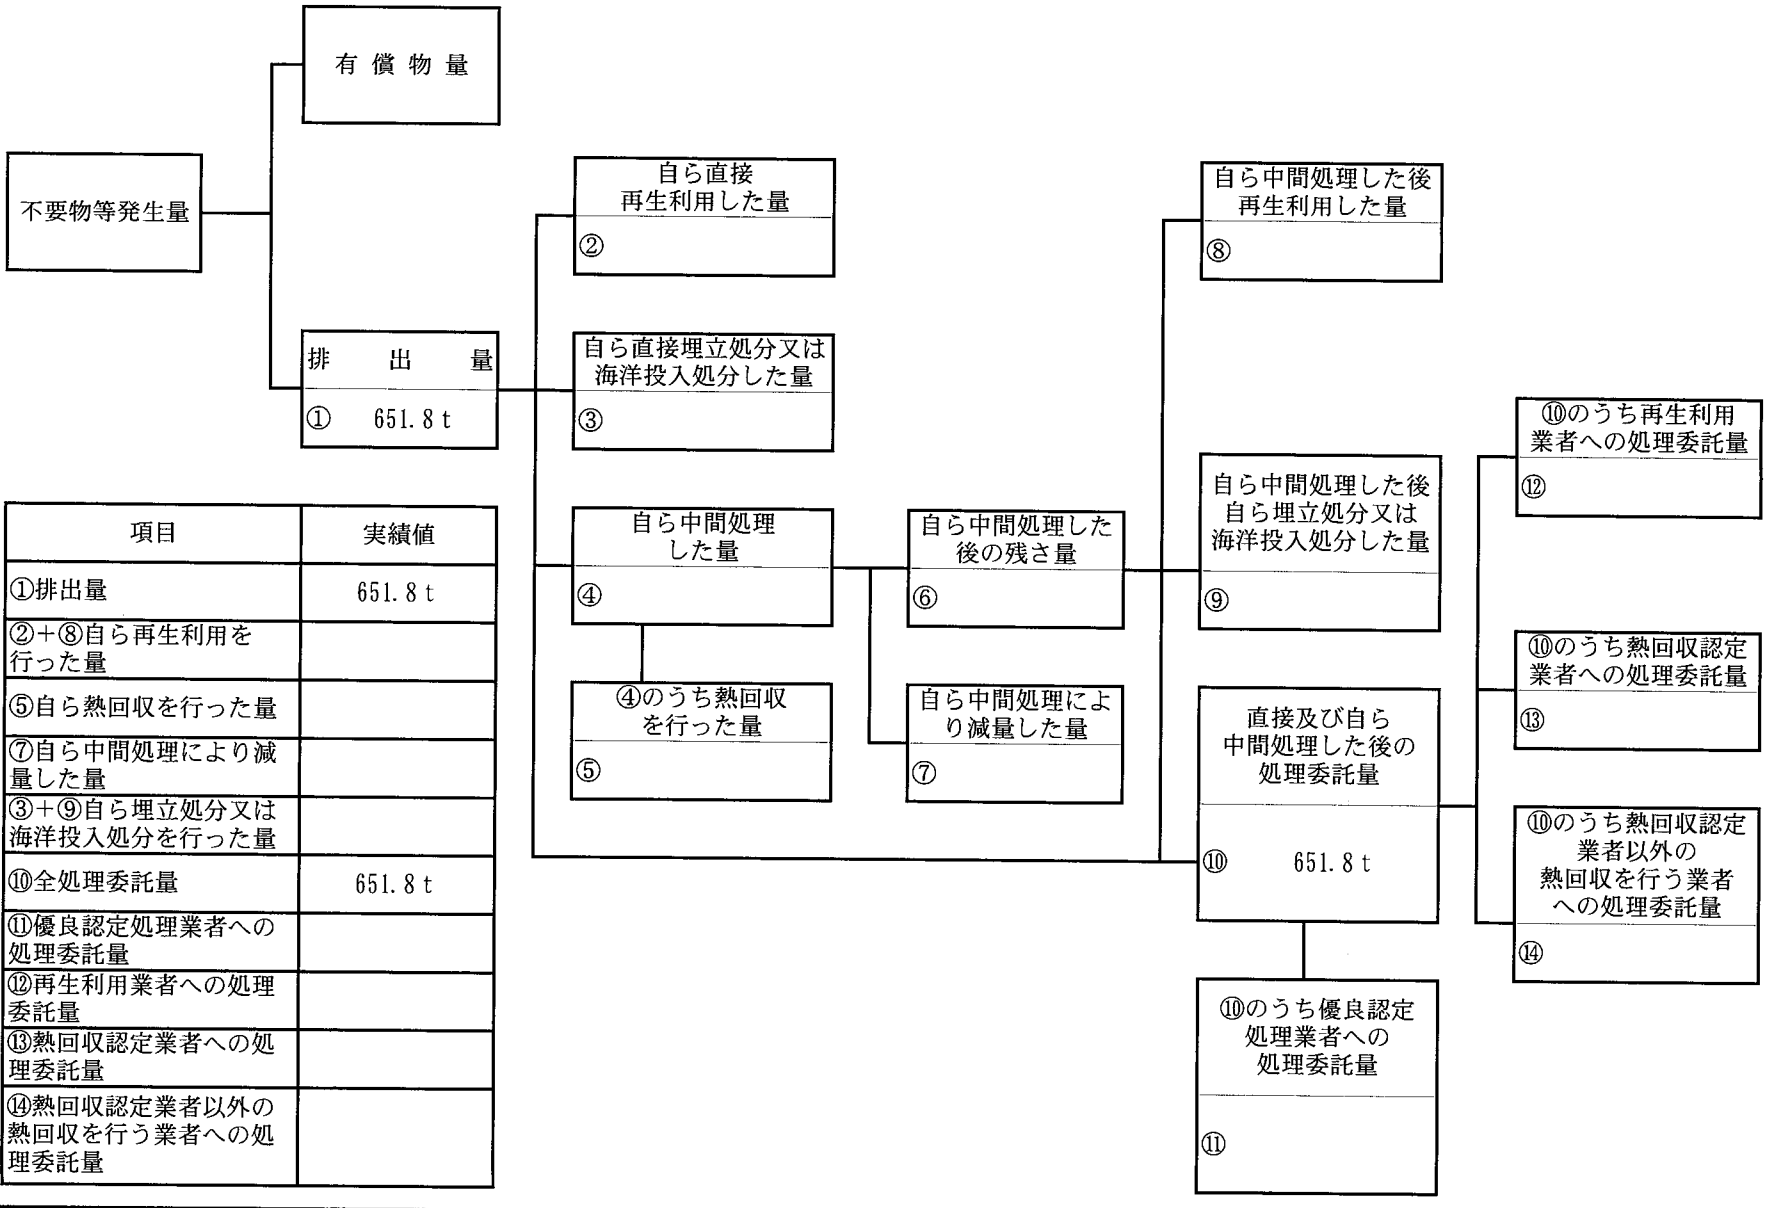 有償物量
不要物等発生量
排出量
① 651.8 t
自ら直接
再生利用した量
②
自ら直接埋立処分又は
海洋投入処分した量
③
自ら中間処理
した量
④
④のうち熱回収
を行った量
⑤
自ら中間処理した
後の残さ量
⑥
自ら中間処理によ
り減量した量
⑦
自ら中間処理した後
再生利用した量
⑧
自ら中間処理した後
自ら埋立処分又は
海洋投入処分した量
⑨
直接及び自ら
中間処理した後の
処理委託量
⑩ 651.8 t
⑩のうち優良認定
処理業者への
処理委託量
⑪
⑩のうち再生利用
業者への処理委託量
⑫
⑩のうち熱回収認定
業者への処理委託量
⑬
⑩のうち熱回収認定
業者以外の
熱回収を行う業者
への処理委託量
⑭
項目 実績値
①排出量 651.8 t
②+⑧自ら再生利用を
行った量
⑤自ら熱回収を行った量
⑦自ら中間処理により減
量した量
③+⑨自ら埋立処分又は
海洋投入処分を行った量
⑩全処理委託量 651.8 t
⑪優良認定処理業者への
処理委託量
⑫再生利用業者への処理
委託量
⑬熱回収認定業者への処
理委託量
⑭熱回収認定業者以外の
熱回収を行う業者への処
理委託量